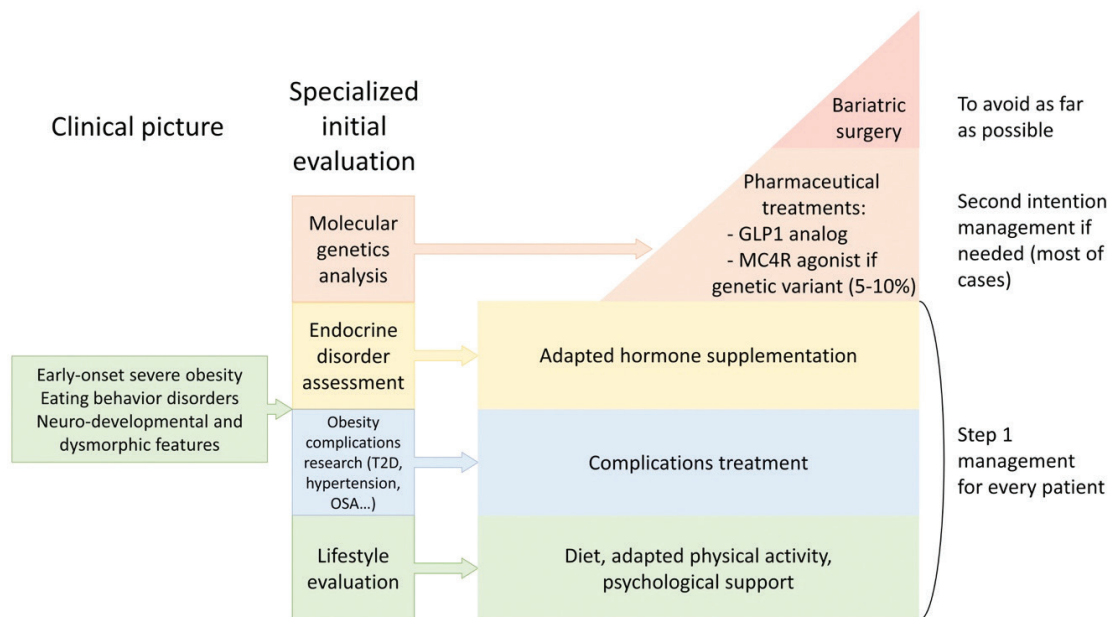 Clinical picture
Specialized
initial
evaluation
Early-onset severe obesity
Eating behavior disorders
Neuro-developmental and
dysmorphic features
Molecular
genetics
analysis
Endocrine
disorder
assessment
Obesity
complications
research (T2D,
hypertension,
OSA...)
Lifestyle
evaluation
Bariatric
surgery
Pharmaceutical
treatments:
- GLP1 analog
- MC4R agonist if
genetic variant (5-10%)
Adapted hormone supplementation
Complications treatment
Diet, adapted physical activity,
psychological support
To avoid as far
as possible
Second intention
management if
needed (most of
cases)
Step 1
management
for every patient